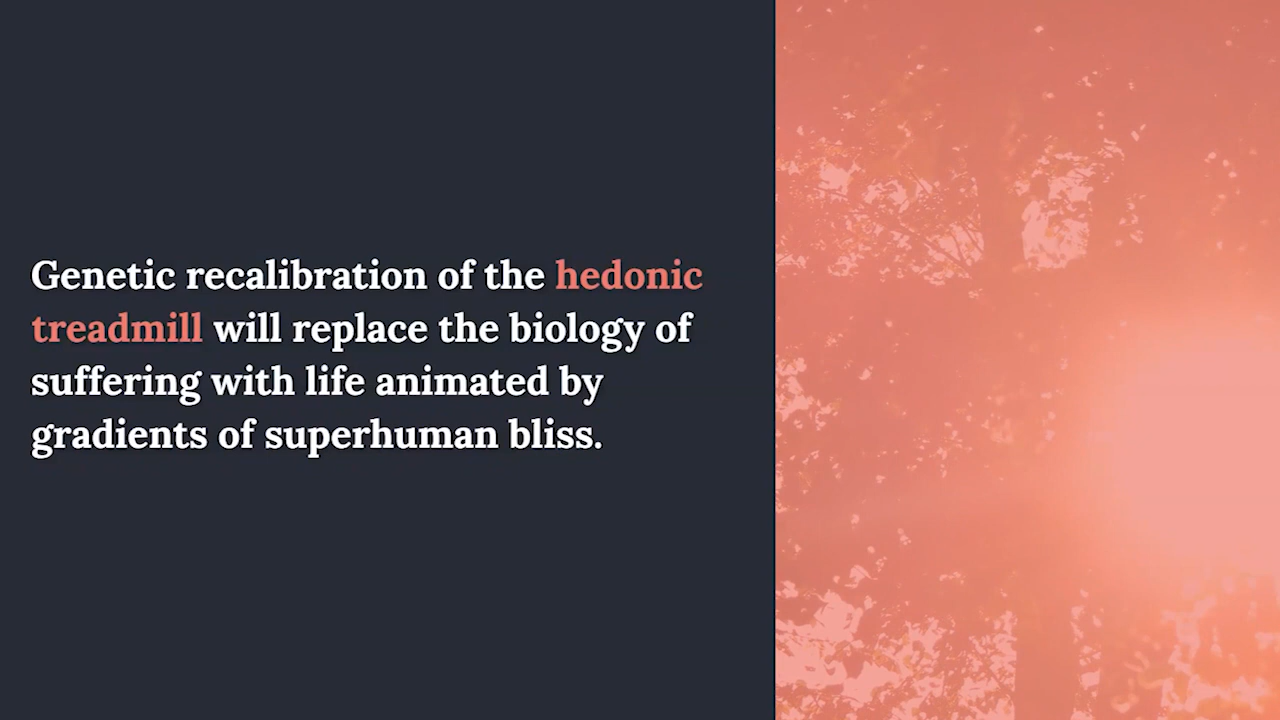 Genetic recalibration of the hedonic
treadmill will replace the biology of
suffering with life animated by
gradients of superhuman bliss.